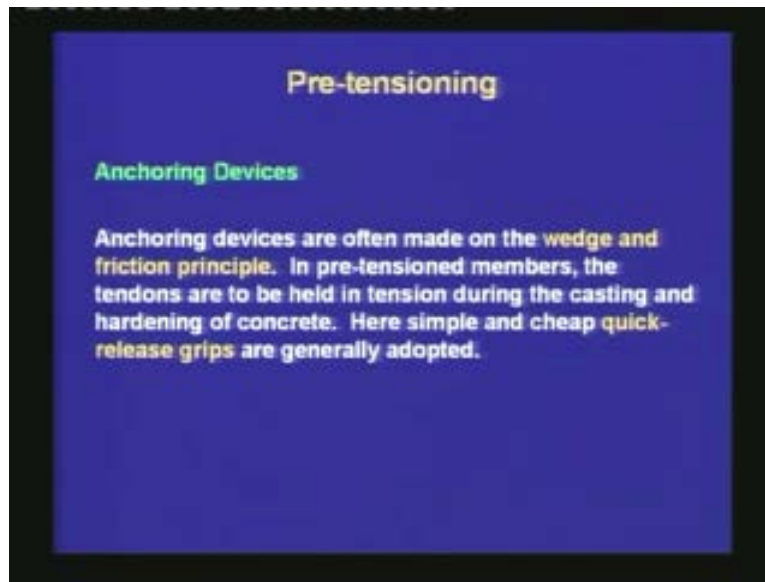 Pre-tensioning
Anchoring Devices
Anchoring devices are often made on the wedge and
friction principle. In pre-tensioned members, the
tendons are to be held in tension during the casting and
hardening of concrete. Here simple and cheap quick-
release grips are generally adopted.